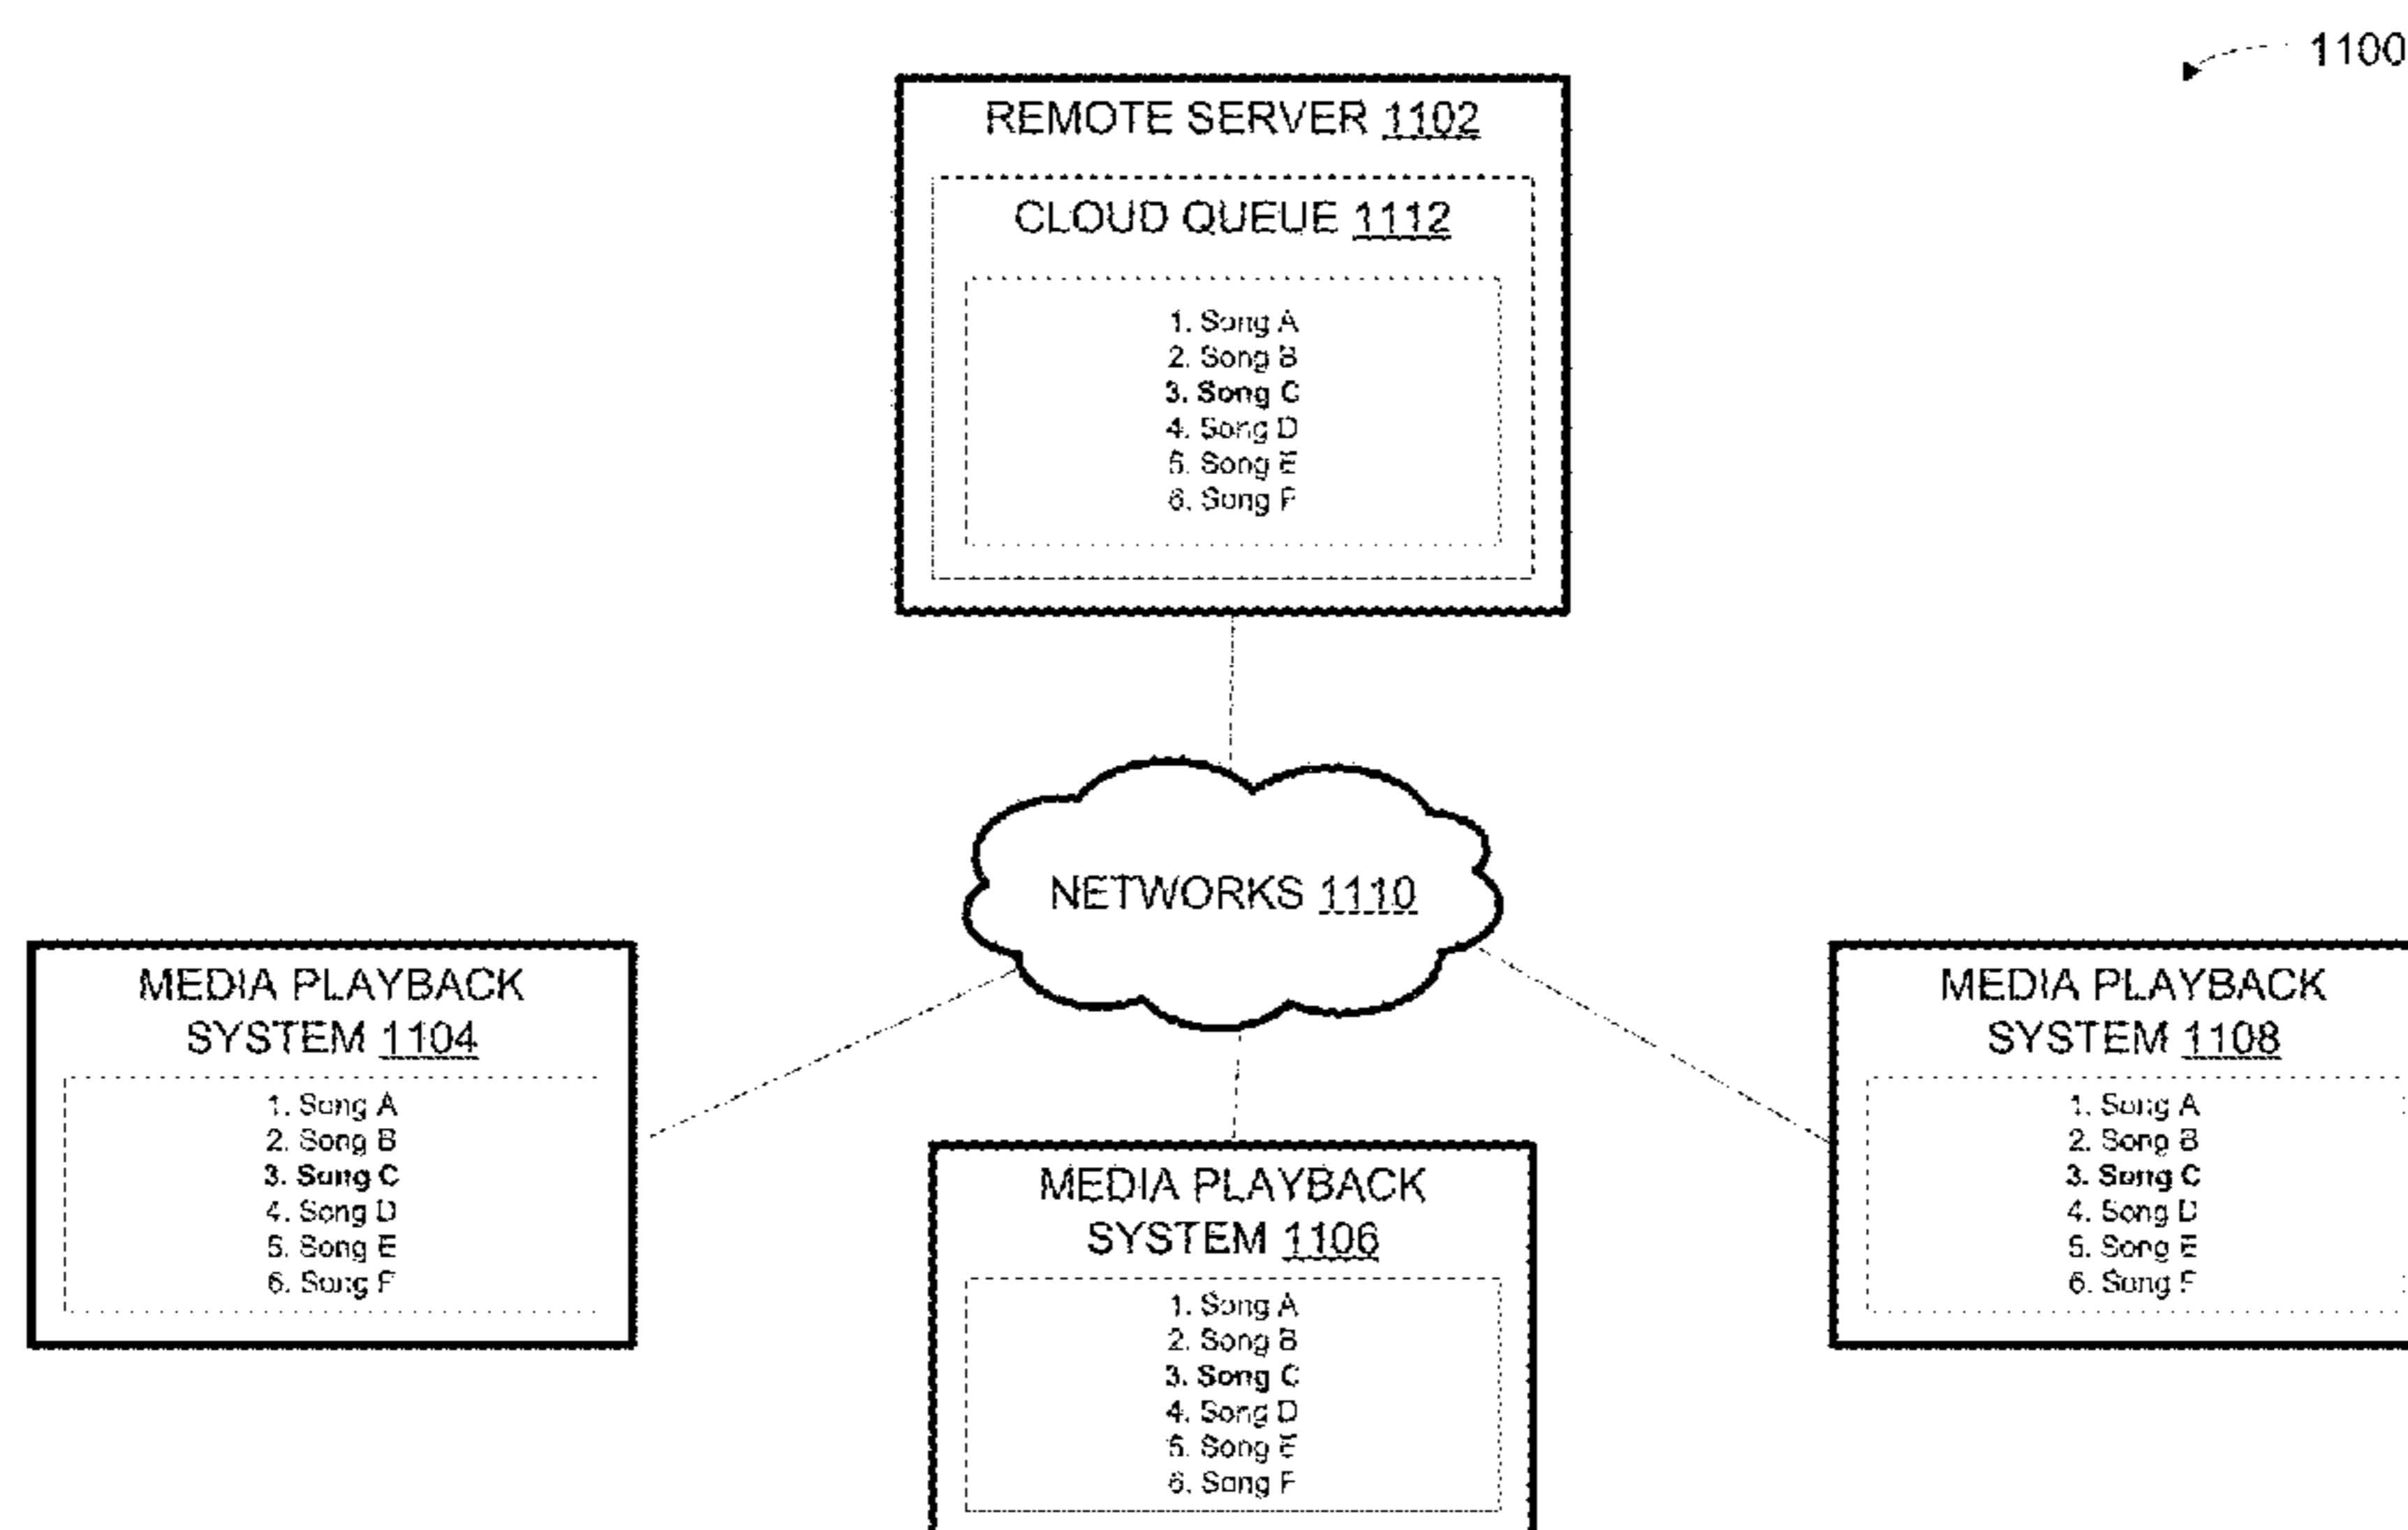 1100
REMOTE SERVER 1102
CLOUD QUEUE 1112
1. Song A
2. Song B
3. Song C
4. Song D
5. Song E
6. Song F
NETWORKS 1110
MEDIA PLAYBACK
SYSTEM 1104
1. Song A
2. Song B
3. Song C
4. Song D
5. Song E
6. Song F
MEDIA PLAYBACK
SYSTEM 1106
1. Song A
2. Song B
3. Song C
4. Song D
5. Song E
6. Song F
MEDIA PLAYBACK
SYSTEM 1108
1. Song A
2. Song B
3. Song C
4. Song D
5. Song E
6. Song F